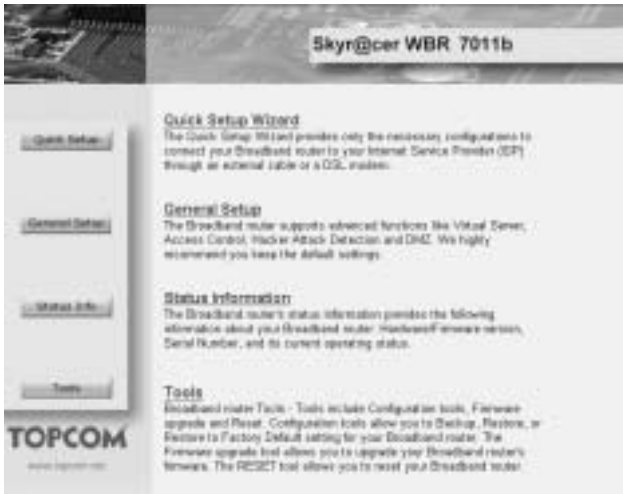 Skyr@cer WBR 7011b
Quick Setup
General Setup
Status Info
Tools
TOPCOM
Quick Setup Wizard
The Quick Setup Wizard provides only the necessary configurations to
connect your Broadband router to your Internet Service Provider (ISP)
through an external cable or a DSL modem.
General Setup
The Broadband router supports advanced functions like Virtual Server,
Access Control, Hacker Attack Detection and DMZ. We highly
recommend you keep the default settings.
Status Information
The Broadband router's status information provides the following
information about your Broadband router: Hardware/Firmware version,
Serial Number, and its current operating status.
Tools
Broadband router Tools - Tools include Configuration tools, Firmware
upgrade and Reset. Configuration tools allow you to Backup, Restore, or
Restore to Factory Default setting for your Broadband router. The
Firmware upgrade tool allows you to upgrade your Broadband router's
firmware. The RESET tool allows you to reset your Broadband router.